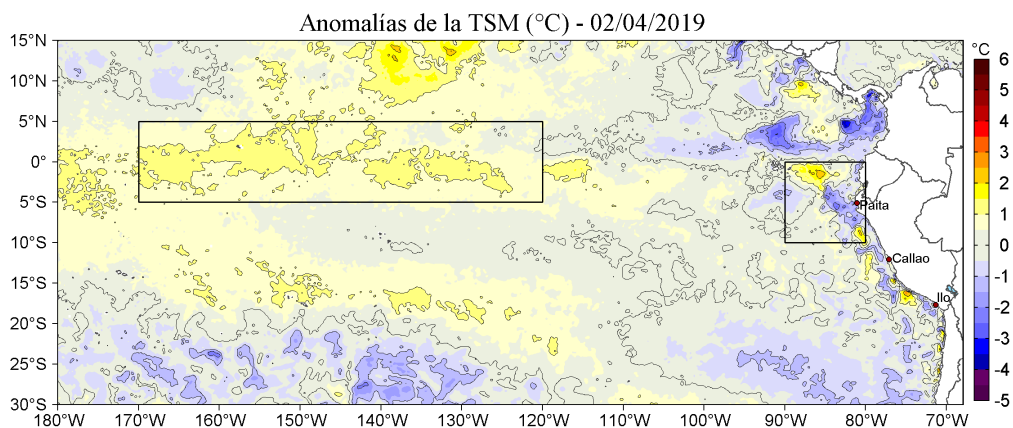 Anomalías de la TSM (°C) - 02/04/2019
15°N
10°N
5°N
0°
5°S
10°S
15°S
20°S
25°S
30°S
180°W
170°W
160°W
150°W
140°W
130°W
120°W
110°W
100°W
90°W
80°W
70°W
Paita
Callao
Ilo
°C
6
5
4
3
2
1
0
-1
-2
-3
-4
-5